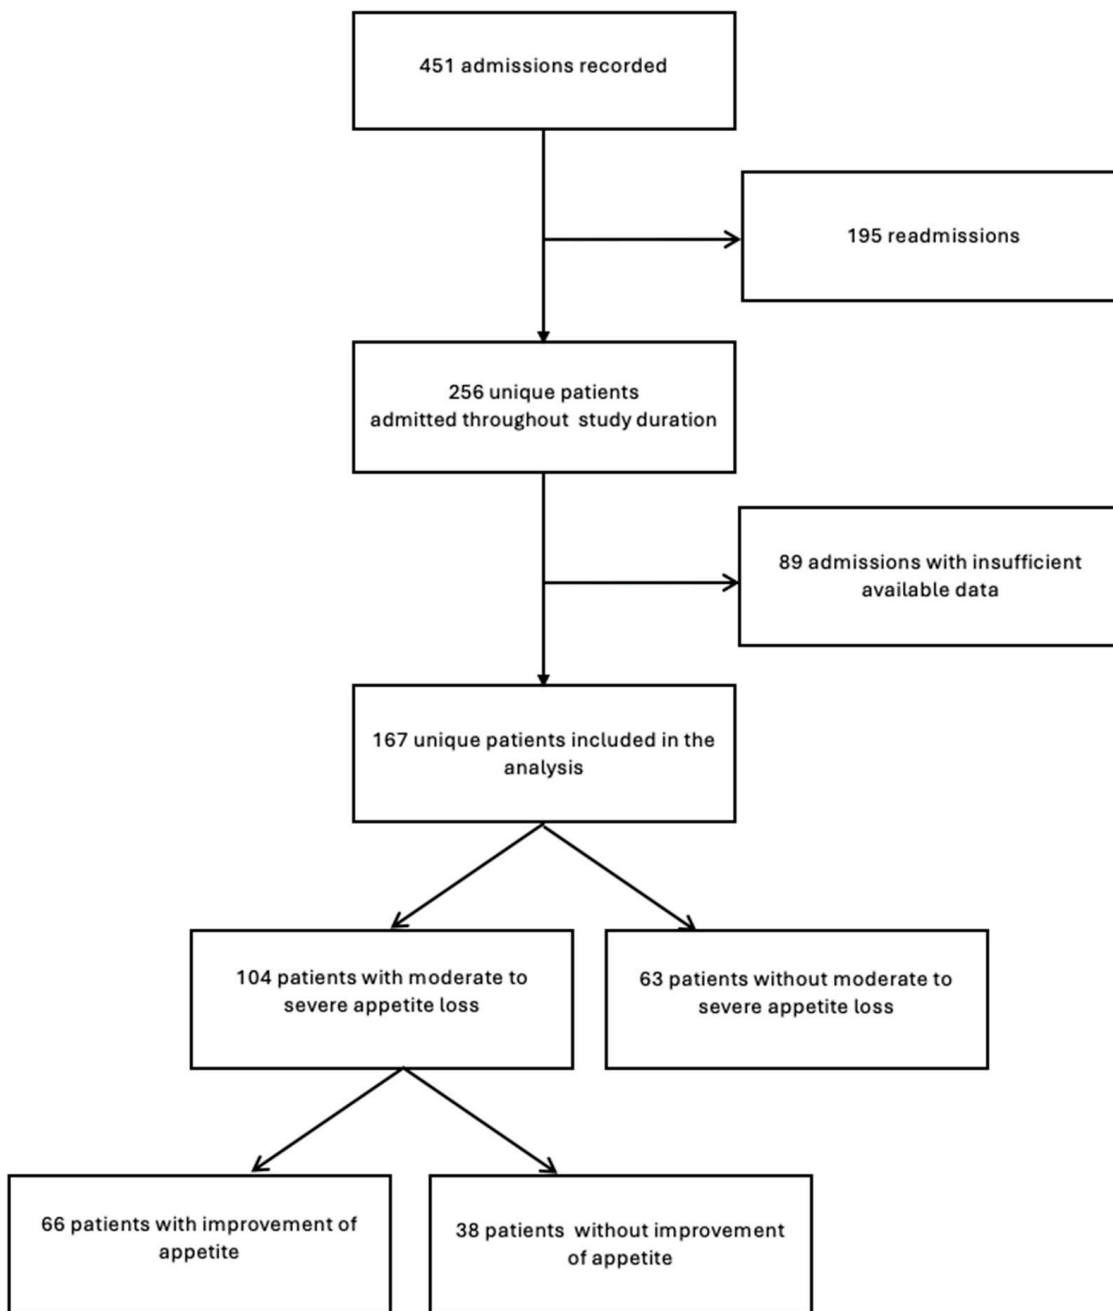 451 admissions recorded
195 readmissions
256 unique patients
admitted throughout study duration
89 admissions with insufficient
available data
167 unique patients included in the
analysis
104 patients with moderate to
severe appetite loss
63 patients without moderate to
severe appetite loss
66 patients with improvement of
appetite
38 patients without improvement
of appetite